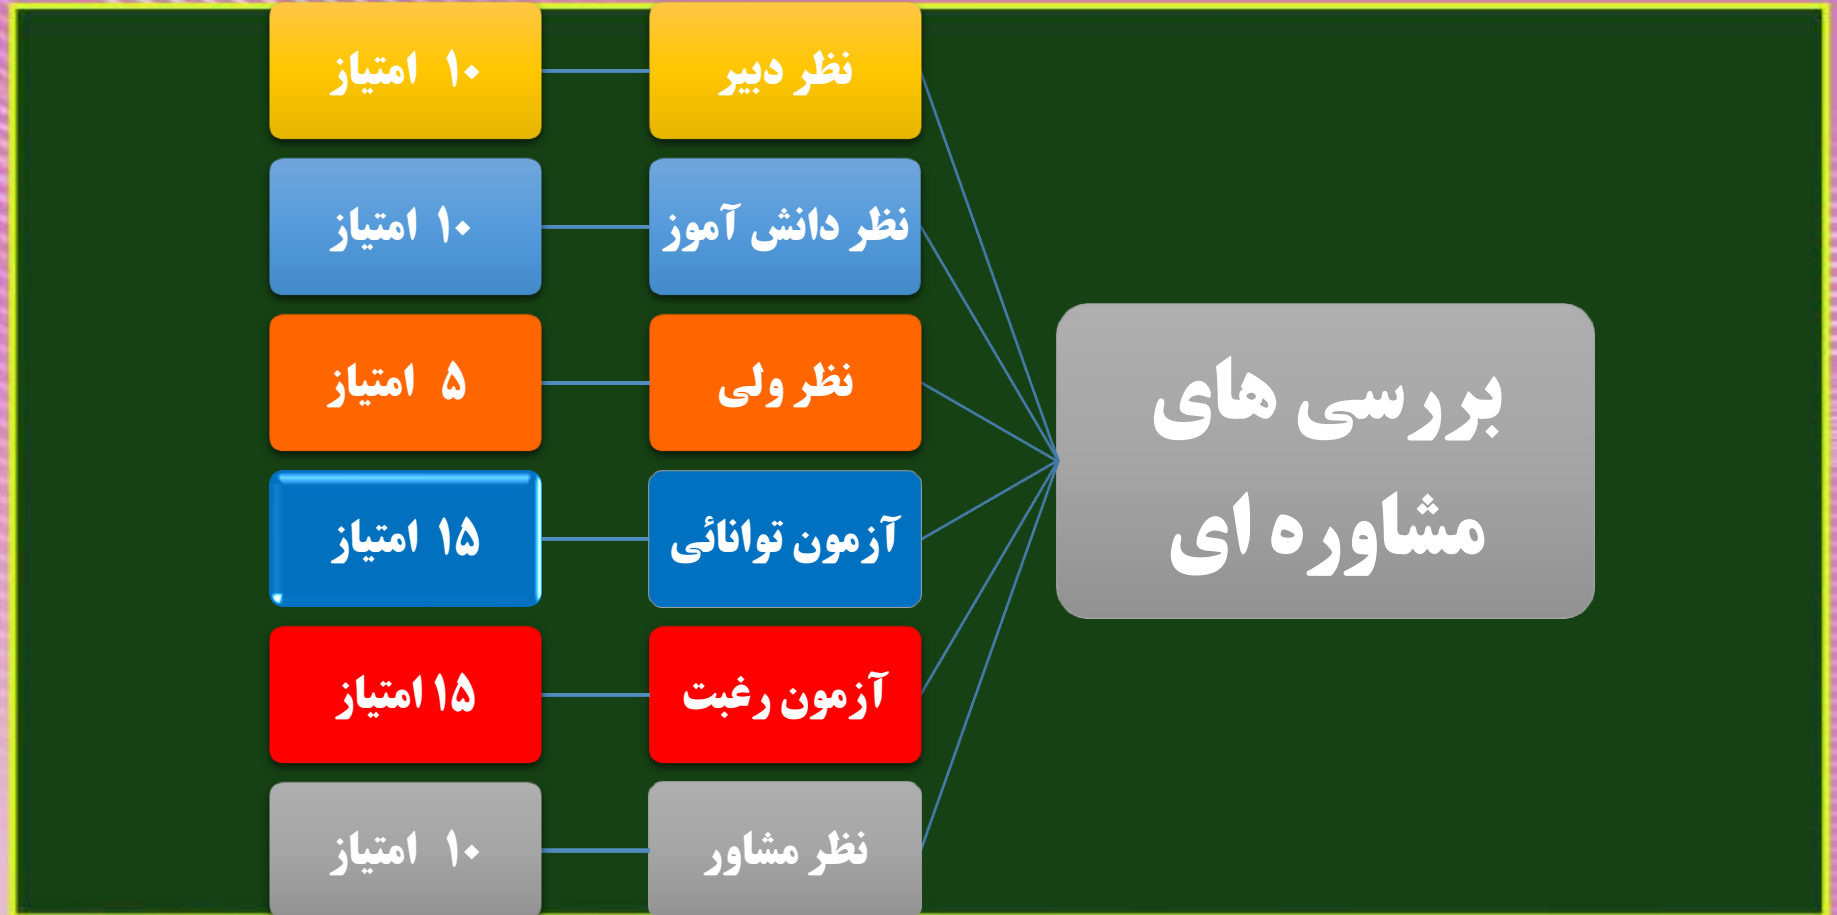 بررسی های
مشاوره ای
نظر دبیر
۱۰ امتیاز
نظر دانش آموز
۱۰ امتیاز
نظر ولی
۵ امتیاز
آزمون توانائی
۱۵ امتیاز
آزمون رغبت
۱۵ امتیاز
نظر مشاور
۱۰ امتیاز